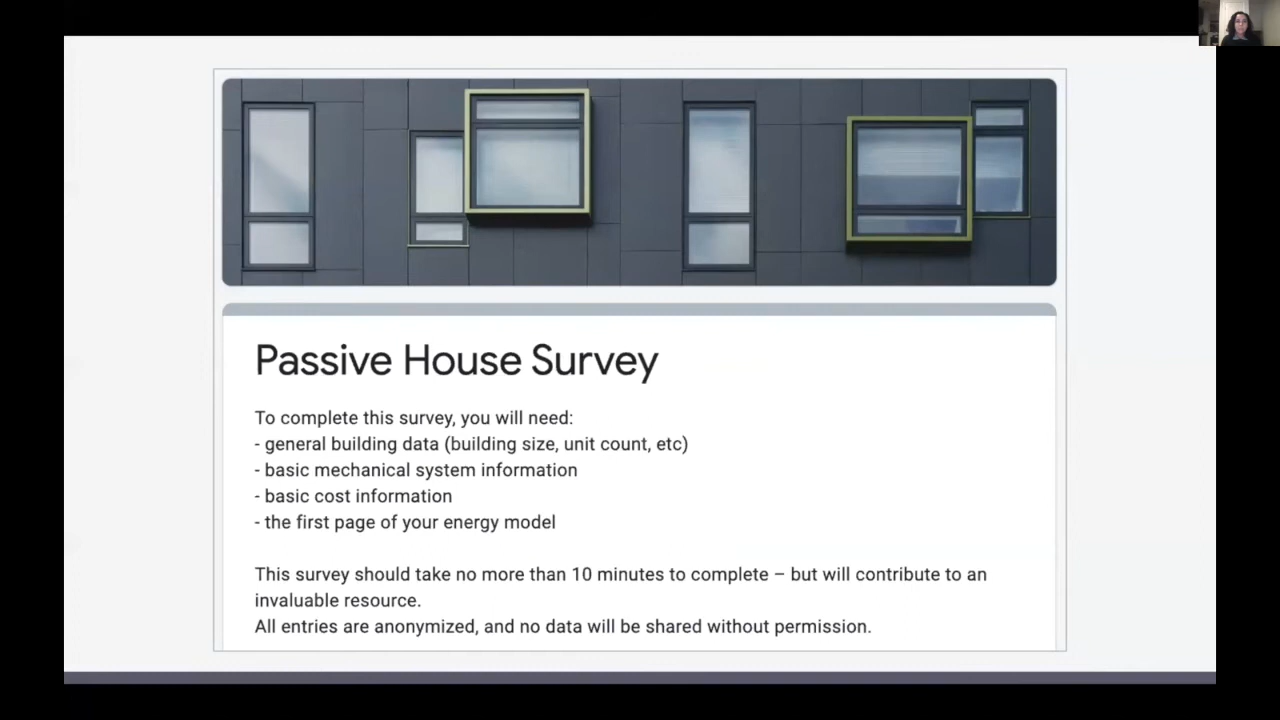 Passive House Survey
To complete this survey, you will need:
- general building data (building size, unit count, etc)
- basic mechanical system information
- basic cost information
- the first page of your energy model
This survey should take no more than 10 minutes to complete – but will contribute to an
invaluable resource.
All entries are anonymized, and no data will be shared without permission.